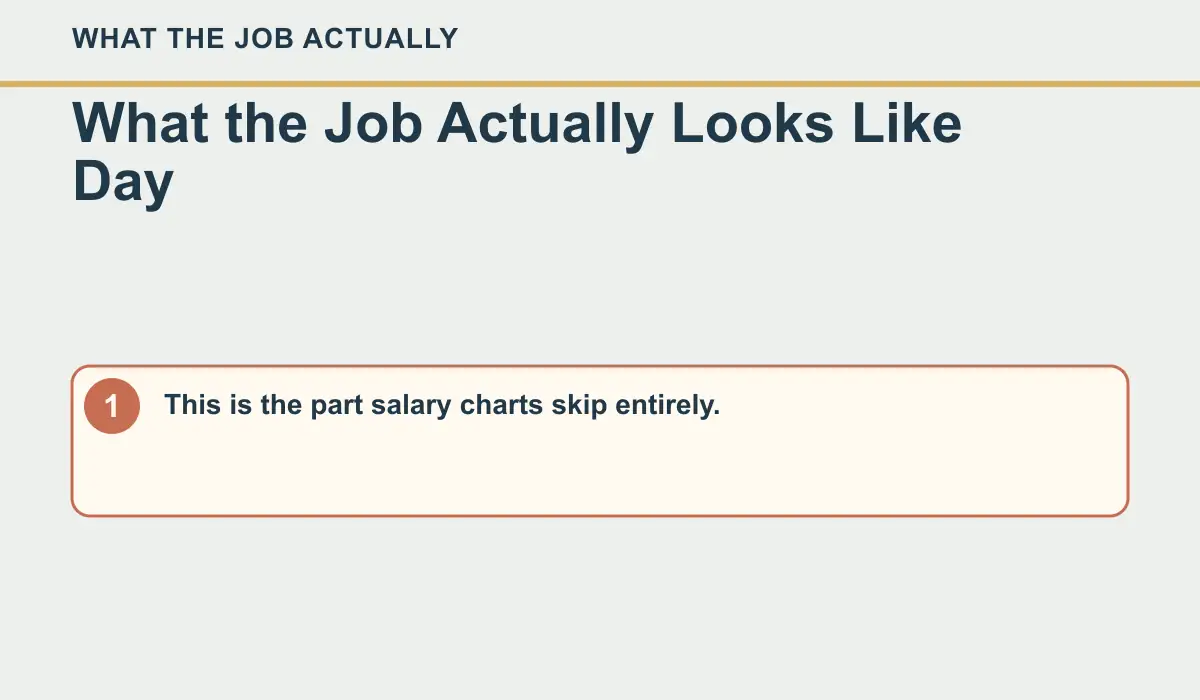 WHAT THE JOB ACTUALLY
What the Job Actually Looks Like
Day
1 This is the part salary charts skip entirely.